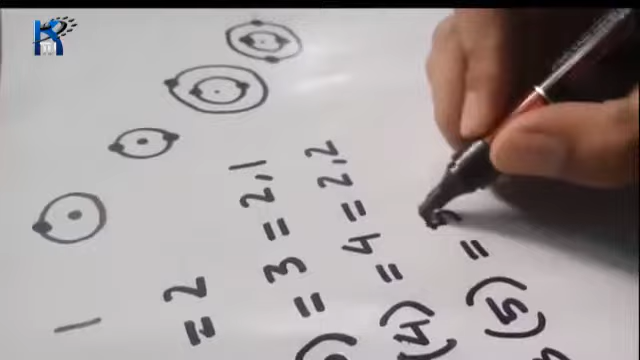 1
= 2
= 3 = 2,1
(4) = 4 = 2,2
(5) =